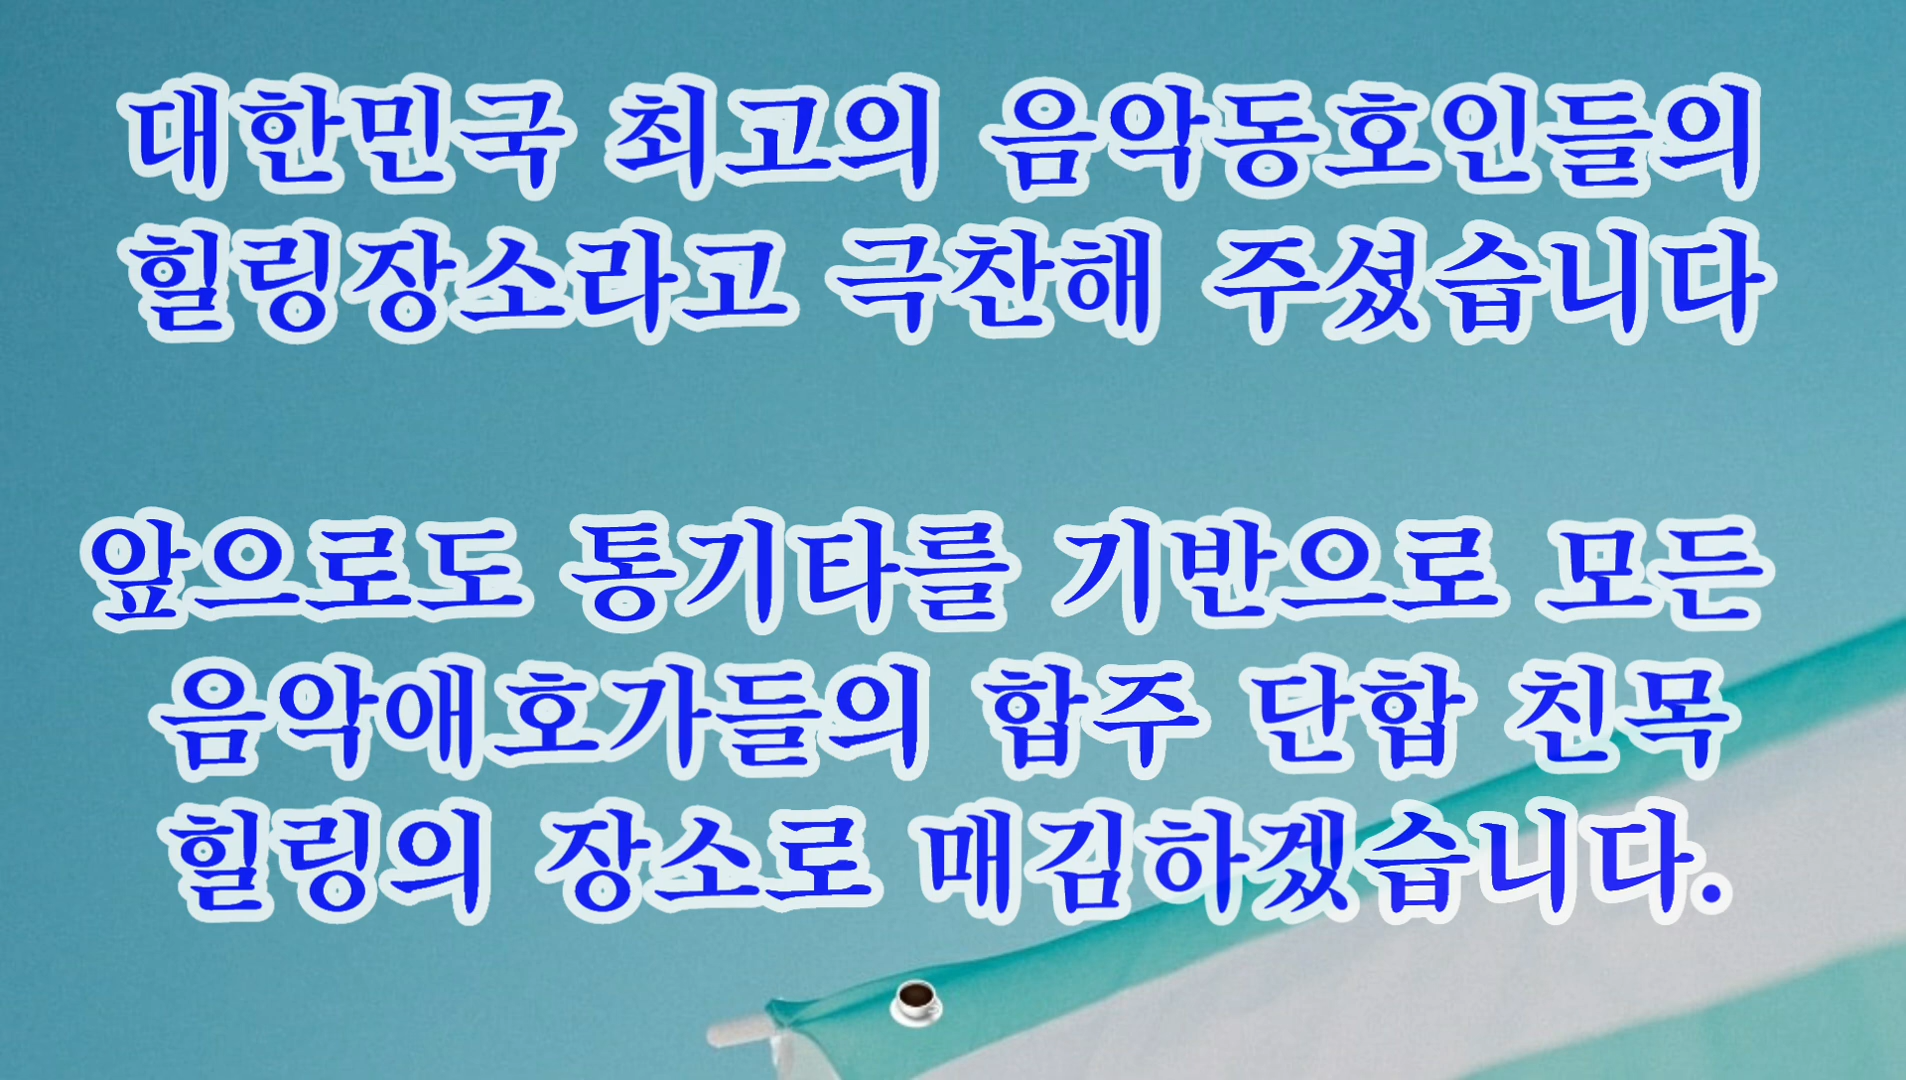 대한민국 최고의 음악동호인들의
힐링장소라고 극찬해 주셨습니다
앞으로도 통기타를 기반으로 모든
음악애호가들의 합주 단합 친목
힐링의 장소로 매김하겠습니다.